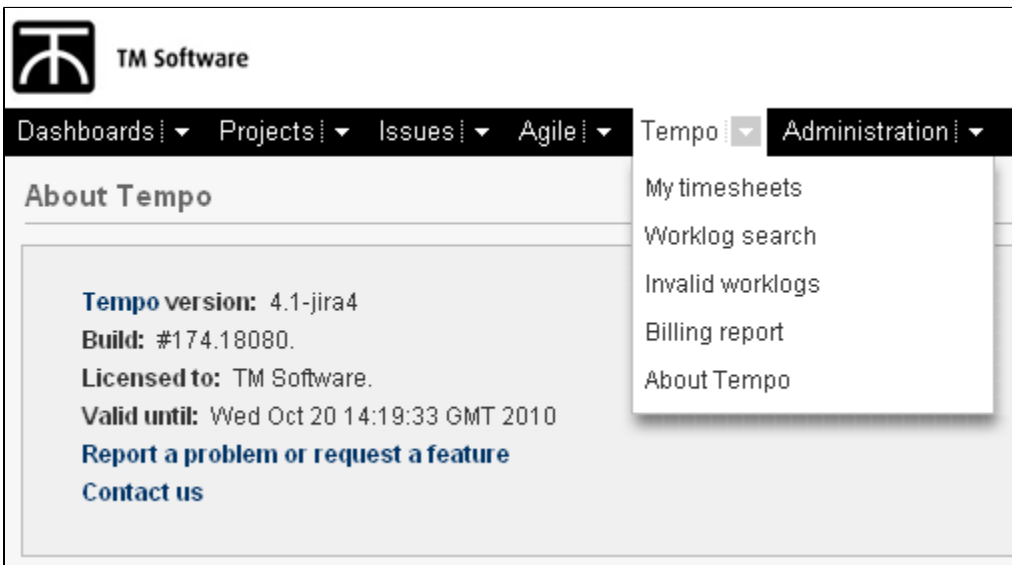 TM Software
Dashboards Projects Issues Agile Tempo Administration
About Tempo
My timesheets
Worklog search
Invalid worklogs
Billing report
About Tempo
Tempo version: 4.1-jira4
Build: #174.18080.
Licensed to: TM Software.
Valid until: Wed Oct 20 14:19:33 GMT 2010
Report a problem or request a feature
Contact us